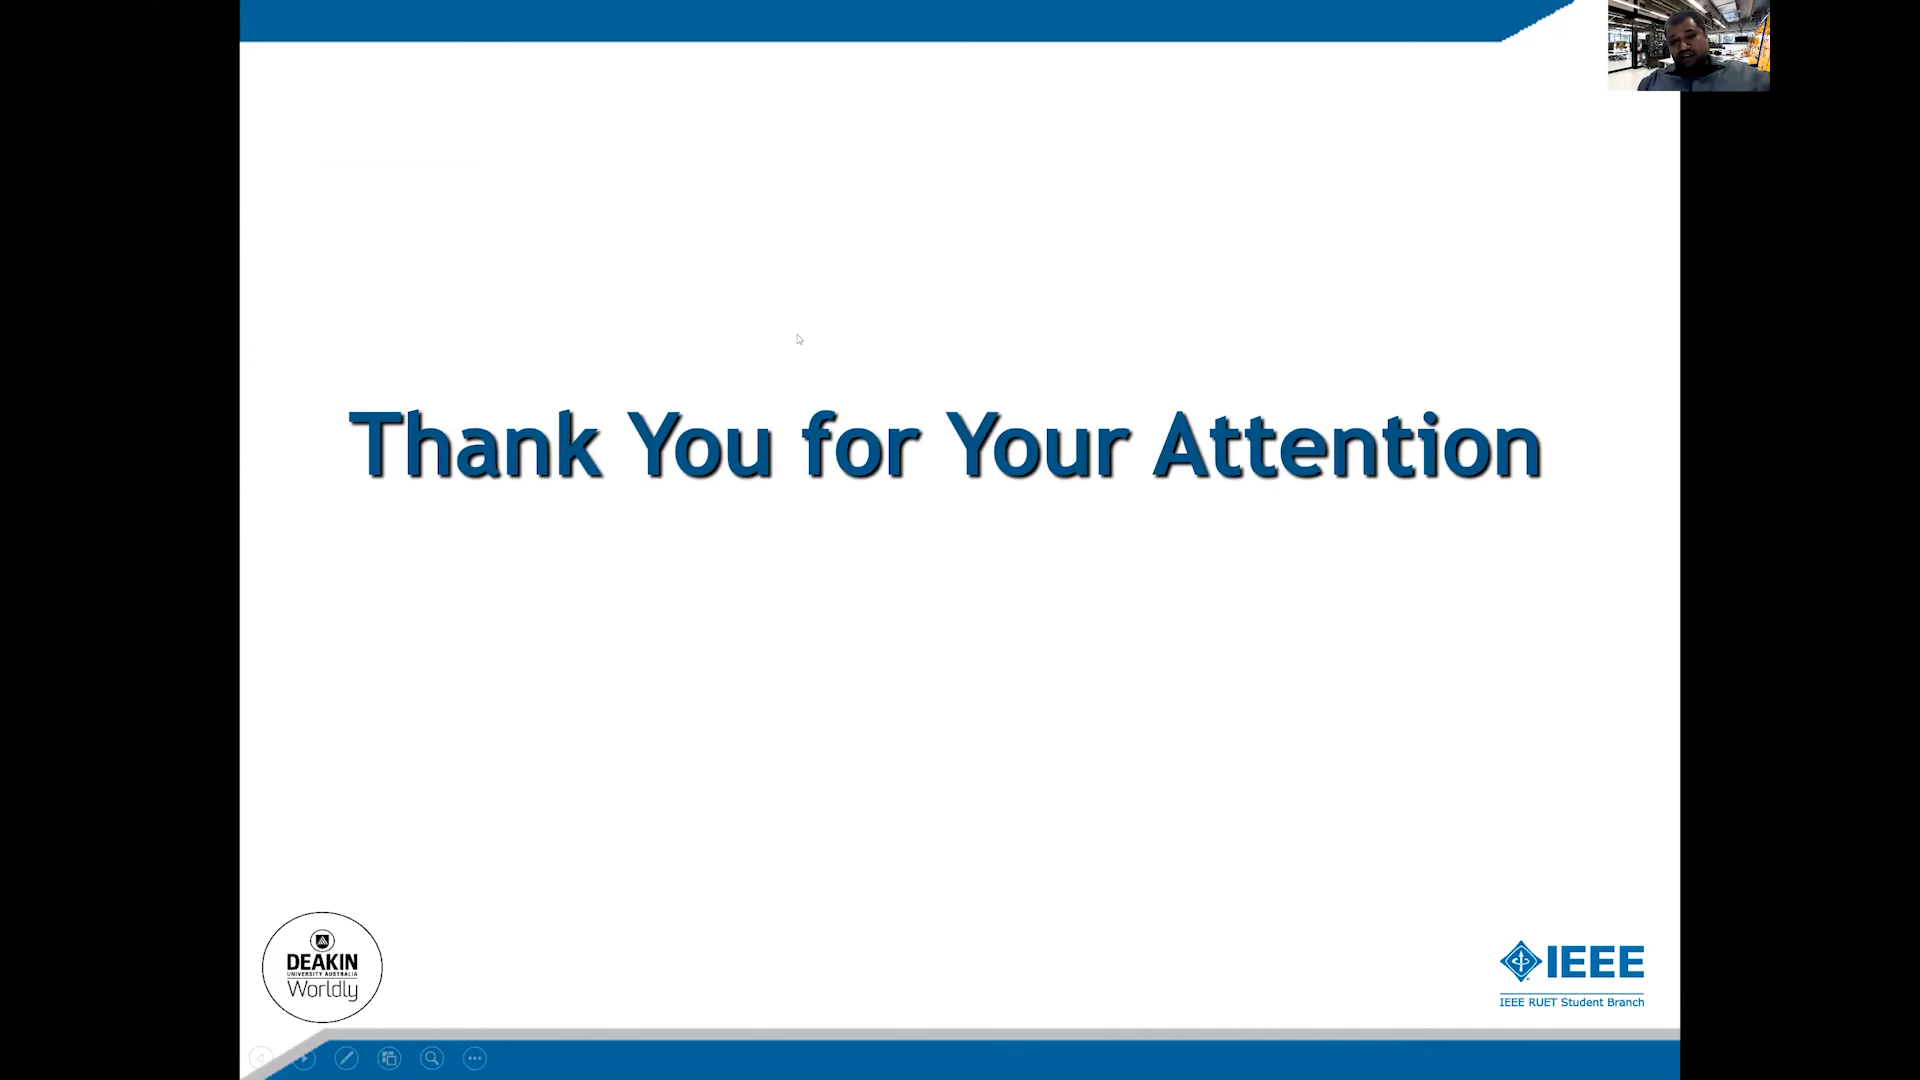 Thank You for Your Attention
DEAKIN
UNIVERSITY AUSTRALIA
Worldly
IEEE
IEEE RUET Student Branch